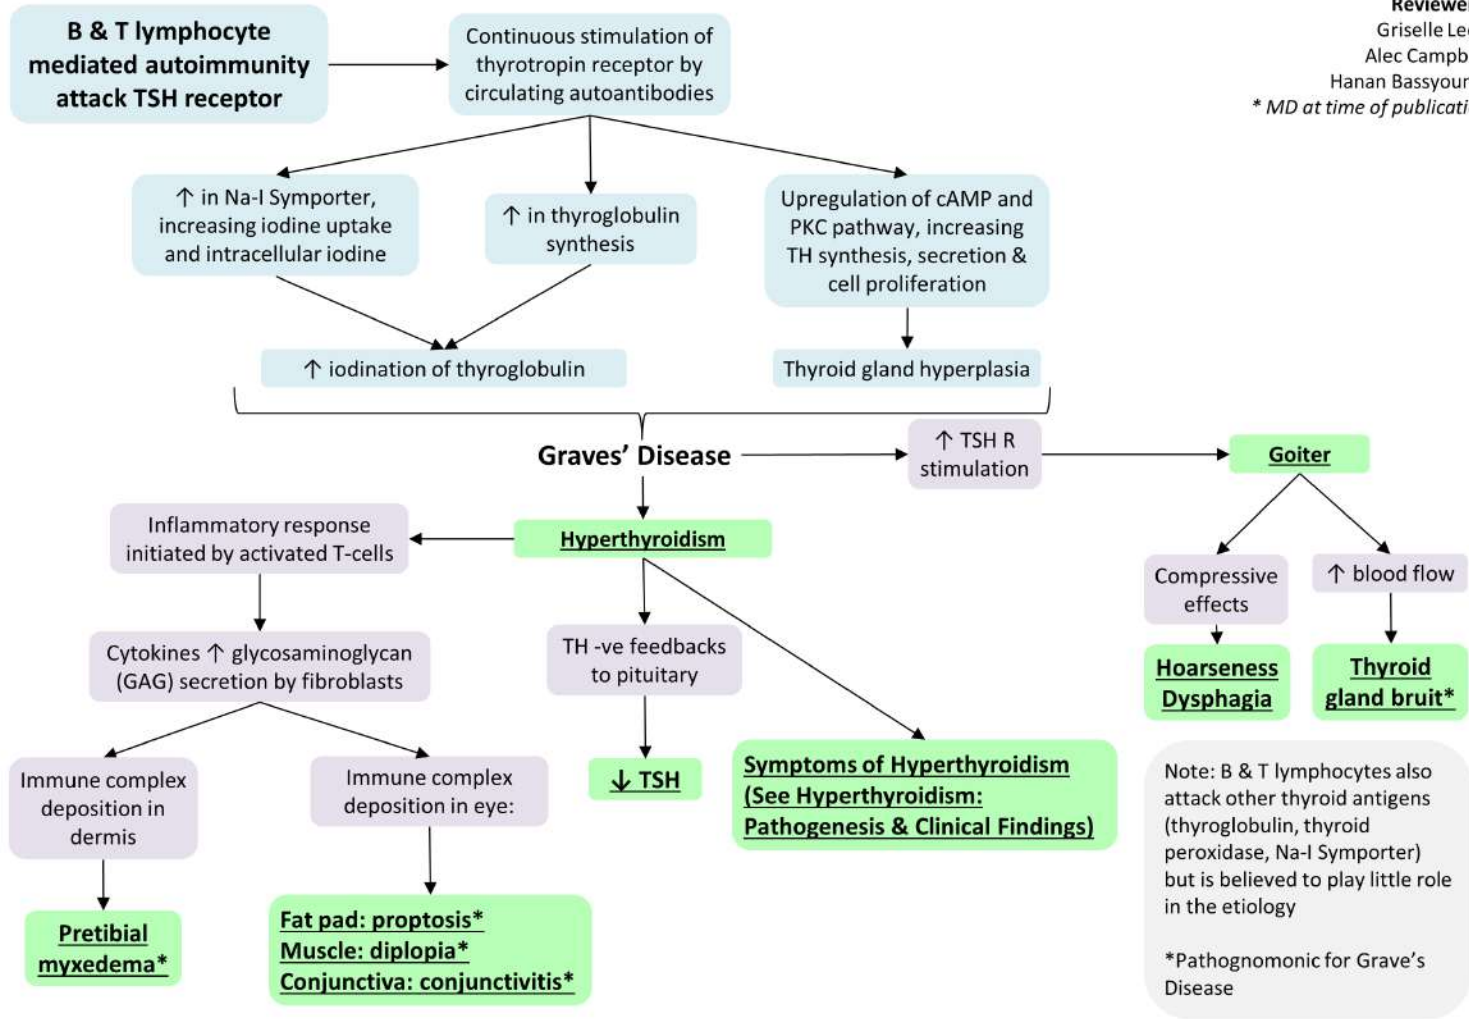 B & T lymphocyte
mediated autoimmunity
attack TSH receptor
Continuous stimulation of
thyrotropin receptor by
circulating autoantibodies
Reviewer
Griselle Le
Alec Campb
Hanan Bassyou
* MD at time of publicati
↑ in Na-I Symporter,
increasing iodine uptake
and intracellular iodine
↑ in thyroglobulin
synthesis
Upregulation of cAMP and
PKC pathway, increasing
TH synthesis, secretion &
cell proliferation
↑ iodination of thyroglobulin
Thyroid gland hyperplasia
Graves’ Disease
↑ TSH R
stimulation
Goiter
Inflammatory response
initiated by activated T-cells
Hyperthyroidism
Compressive
effects
↑ blood flow
Cytokines ↑ glycosaminoglycan
(GAG) secretion by fibroblasts
TH -ve feedbacks
to pituitary
Hoarseness
Dysphagia
Thyroid
gland bruit*
Immune complex
deposition in
dermis
Immune complex
deposition in eye:
↓ TSH
Symptoms of Hyperthyroidism
(See Hyperthyroidism:
Pathogenesis & Clinical Findings)
Pretibial
myxedema*
Fat pad: proptosis*
Muscle: diplopia*
Conjunctiva: conjunctivitis*
Note: B & T lymphocytes also
attack other thyroid antigens
(thyroglobulin, thyroid
peroxidase, Na-I Symporter)
but is believed to play little role
in the etiology
*Pathognomonic for Grave’s
Disease